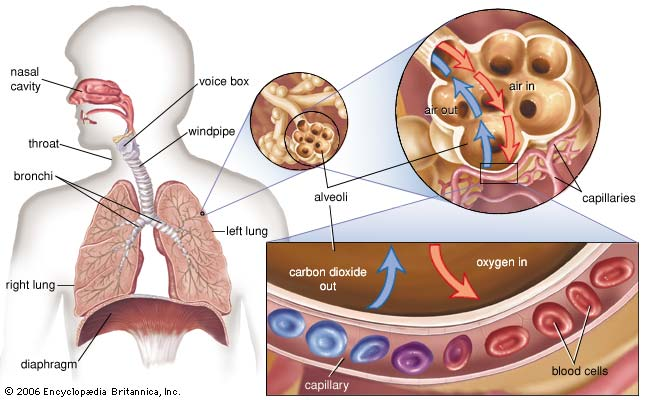 nasal
cavity
throat
bronchi
right lung
diaphragm
voice box
windpipe
left lung
alveoli
air in
air out
capillaries
carbon dioxide
out
oxygen in
capillary
blood cells
© 2006 Encyclopædia Britannica, Inc.